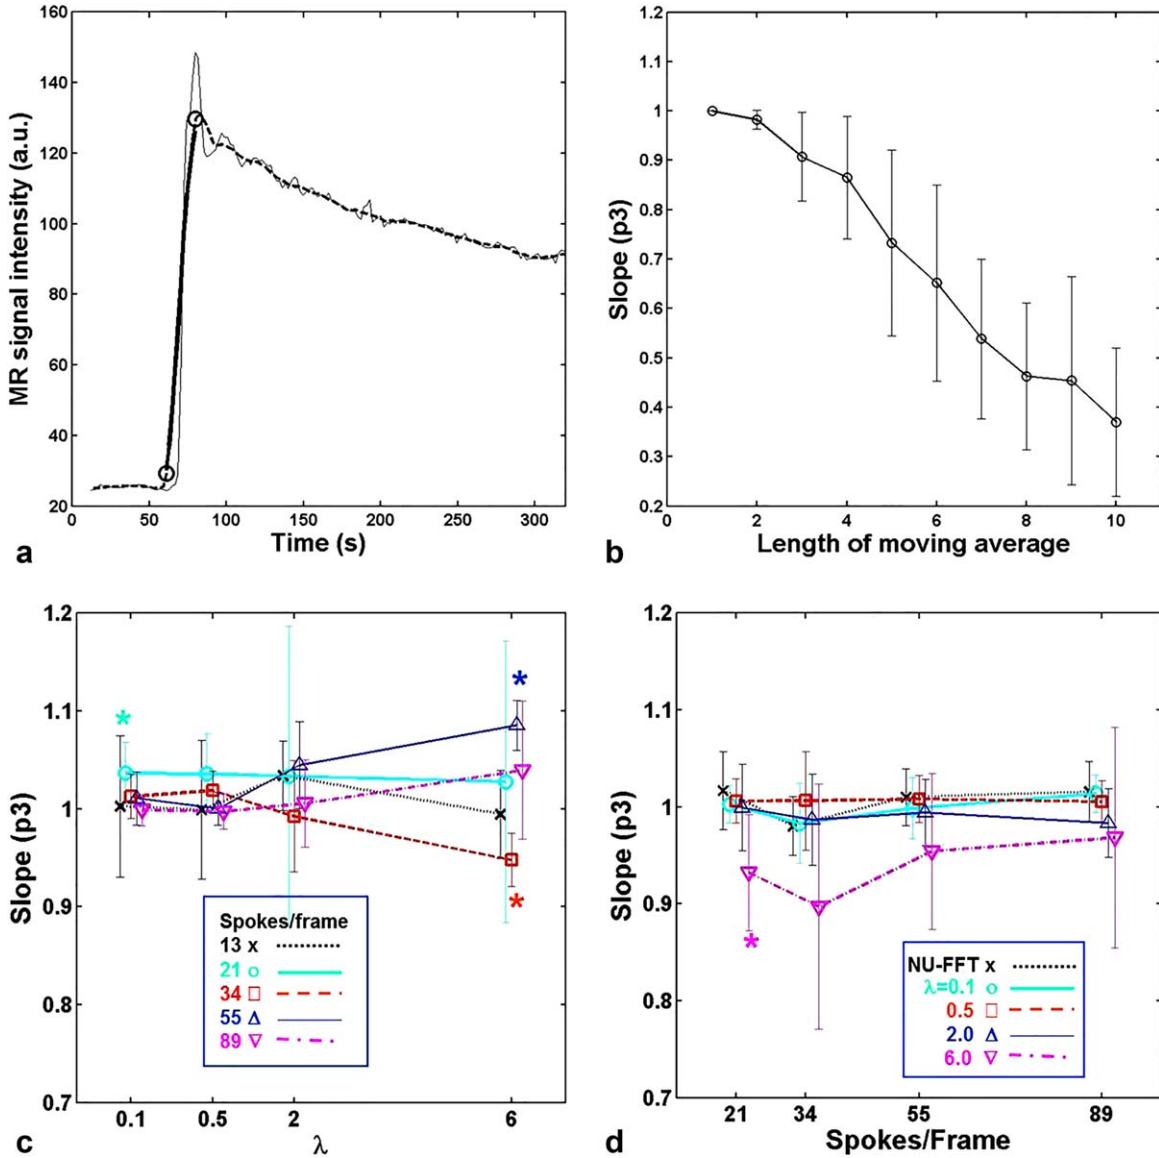 160
140
120
100
80
60
40
20
MR signal intensity (a.u.)
0 50 100 150 200 250 300
Time (s)
a
1.2
1.1
1
0.9
0.8
0.7
0.6
0.5
0.4
0.3
0.2
Slope (p3)
0 2 4 6 8 10
Length of moving average
b
1.2
1.1
1
0.9
0.8
0.7
Slope (p3)
*
*
*
Spokes/frame
13 x
21 o
34 □
55 Δ
89 ∇
0.1 0.5 2 6
λ
c
1.2
1.1
1
0.9
0.8
0.7
Slope (p3)
*
NU-FFT x
λ=0.1 o
0.5 □
2.0 Δ
6.0 ∇
21 34 55 89
Spokes/Frame
d